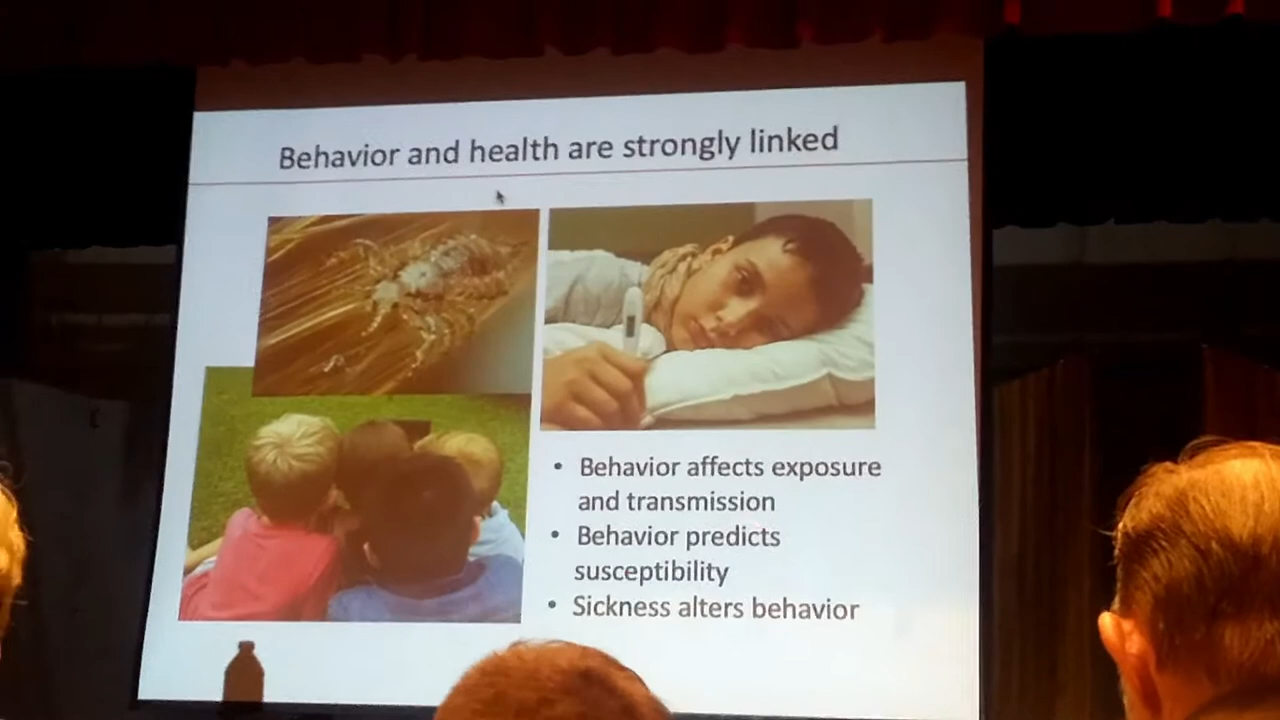 Behavior and health are strongly linked
• Behavior affects exposure
and transmission
• Behavior predicts
susceptibility
• Sickness alters behavior